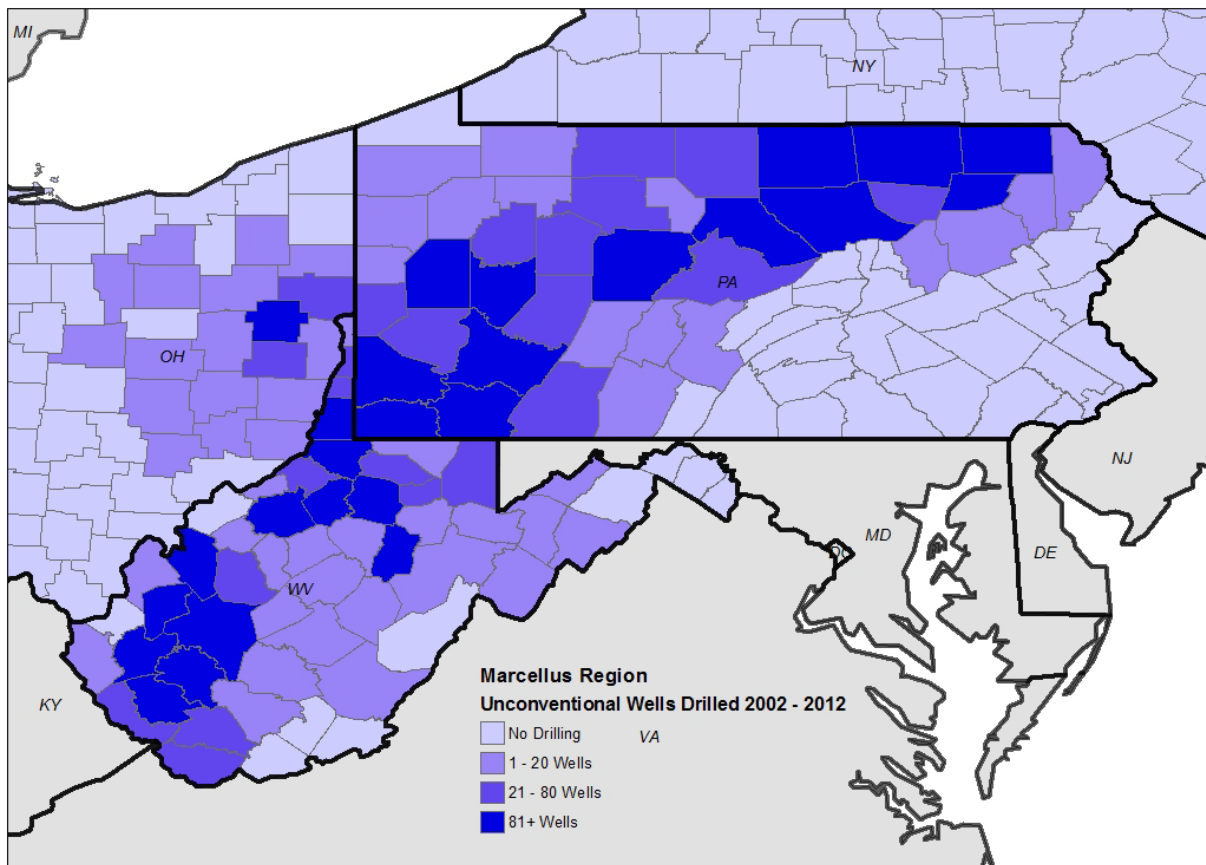 MI
NY
PA
OH
NJ
MD
DC
DE
WV
KY
Marcellus Region
Unconventional Wells Drilled 2002 - 2012
No Drilling
VA
1 - 20 Wells
21 - 80 Wells
81+ Wells